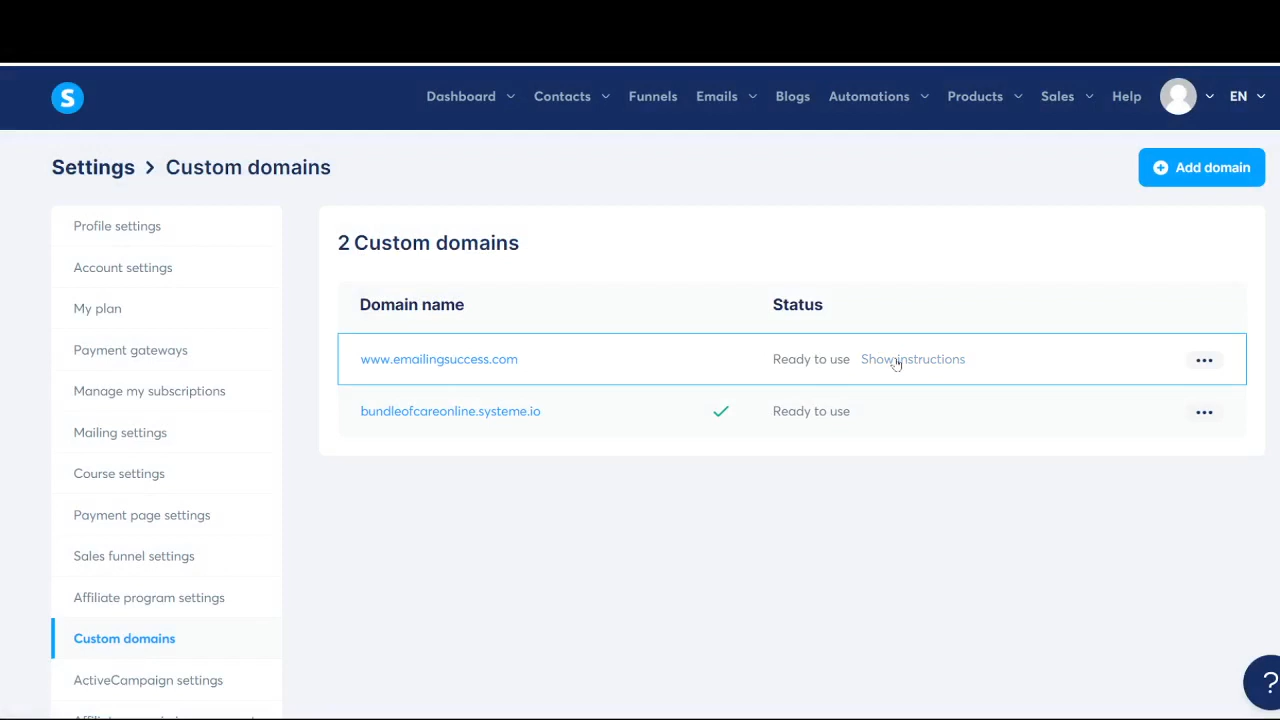 S
Dashboard Contacts Funnels Emails Blogs Automations Products Sales Help EN
Settings > Custom domains
Add domain
Profile settings
Account settings
My plan
Payment gateways
Manage my subscriptions
Mailing settings
Course settings
Payment page settings
Sales funnel settings
Affiliate program settings
Custom domains
ActiveCampaign settings
2 Custom domains
Domain name Status
www.emailingsuccess.com Ready to use Show instructions
bundleofcareonline.systeme.io Ready to use
?